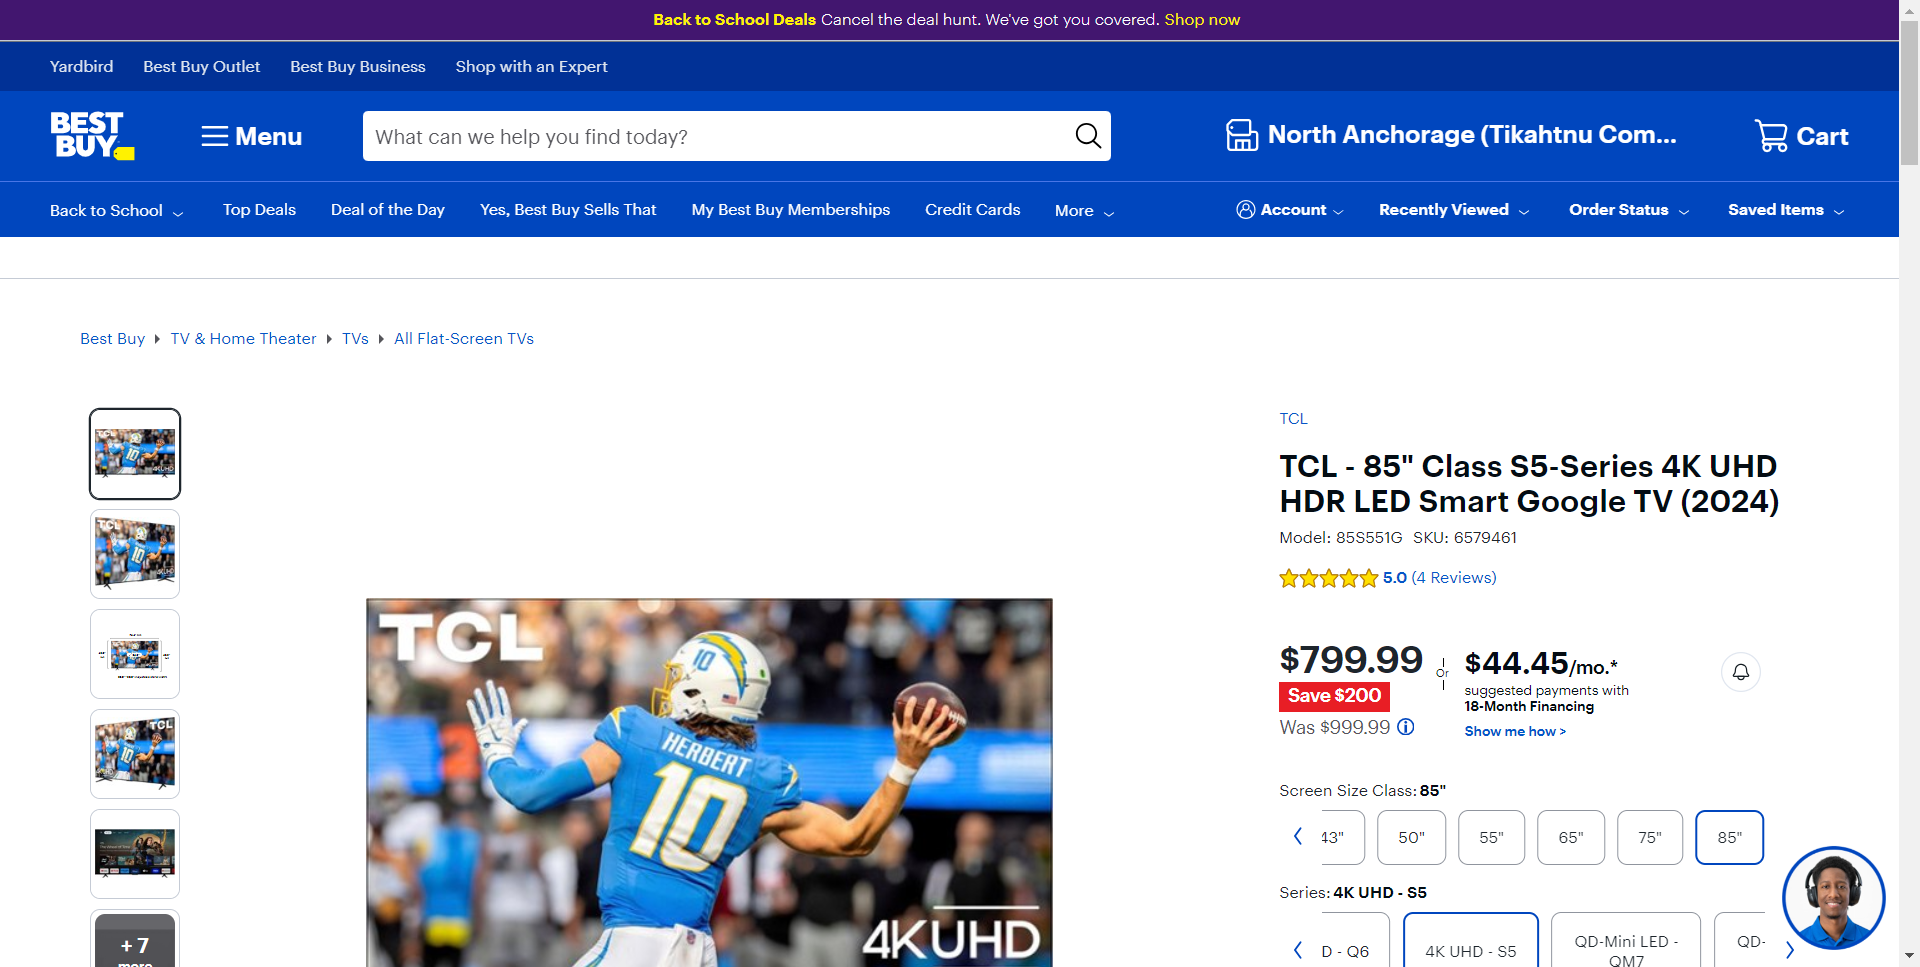 Back to School Deals Cancel the deal hunt. We've got you covered. Shop now
Yardbird Best Buy Outlet Best Buy Business Shop with an Expert
BEST BUY
Menu
What can we help you find today?
North Anchorage (Tikahtnu Com...
Cart
Back to School Top Deals Deal of the Day Yes, Best Buy Sells That My Best Buy Memberships Credit Cards More Account Recently Viewed Order Status Saved Items
Best Buy TV & Home Theater TVs All Flat-Screen TVs
TCL
TCL - 85" Class S5-Series 4K UHD
HDR LED Smart Google TV (2024)
Model: 85S551G SKU: 6579461
5.0 (4 Reviews)
$799.99
Save $200
Was $999.99
Or
$44.45/mo.*
suggested payments with
18-Month Financing
Show me how >
Screen Size Class: 85"
43" 50" 55" 65" 75" 85"
Series: 4K UHD - S5
D - Q6 4K UHD - S5 QD-Mini LED - QM7 QD-
TCL
10
HERBERT
10
4KUHD
+ 7
more